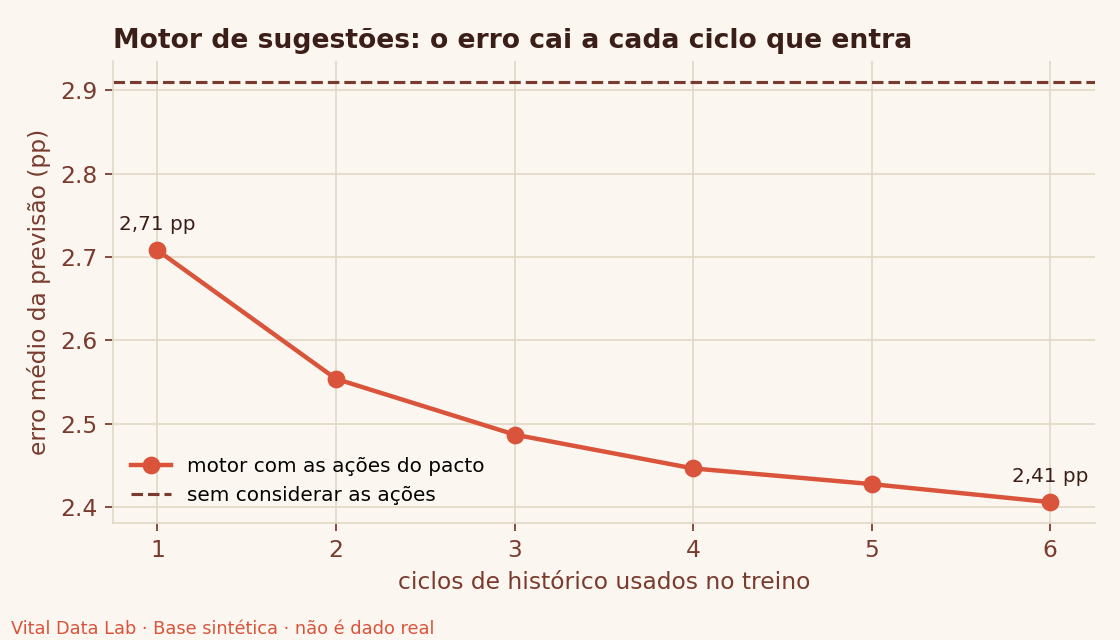 Motor de sugestões: o erro cai a cada ciclo que entra
erro médio da previsão (pp)
2.9
2.8
2.7
2.6
2.5
2.4
2,71 pp
2,41 pp
motor com as ações do pacto
sem considerar as ações
1 2 3 4 5 6
ciclos de histórico usados no treino
Vital Data Lab · Base sintética · não é dado real